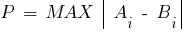 P = MAX | A_i - B_i |